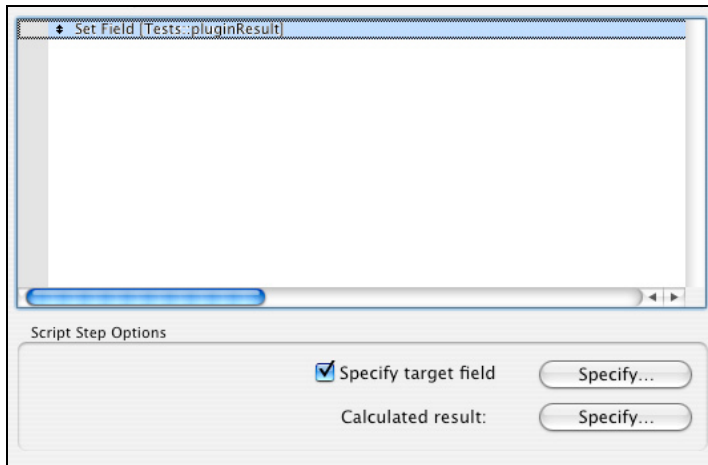 Set Field [Tests::pluginResult]
Script Step Options
Specify target field
Specify...
Calculated result:
Specify...